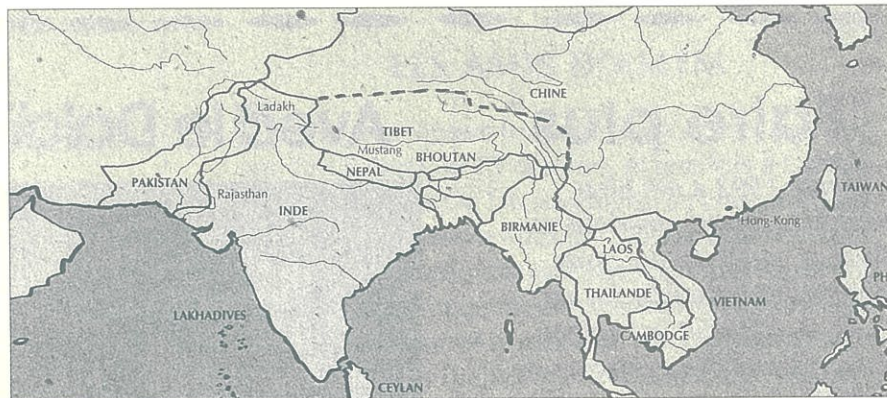 CHINE
Ladakh
TIBET
Mustang
BHOUTAN
NEPAL
PAKISTAN
Rajasthan
INDE
TAIWAN
Hong-Kong
BIRMANIE
LAOS
THAILANDE
VIETNAM
LAKHADIVES
CAMBODGE
CEYLAN
PH